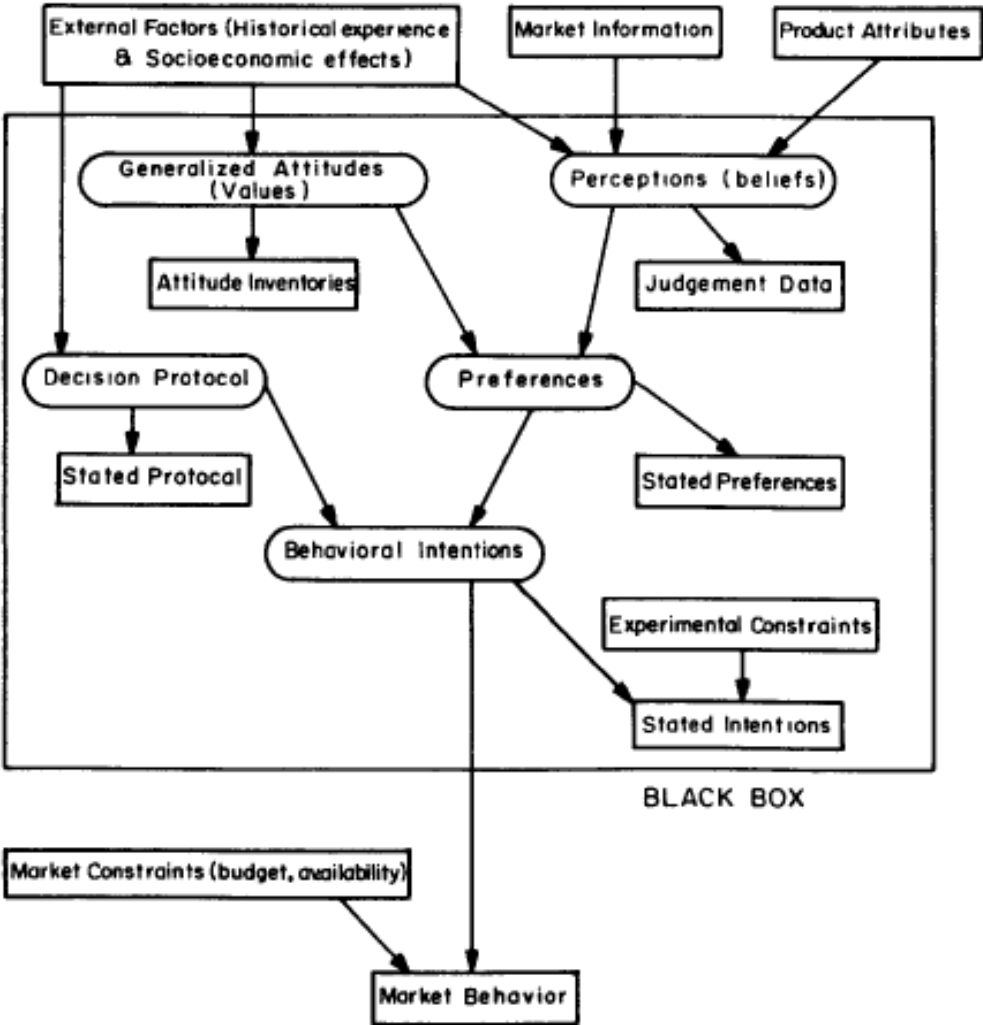 External Factors (Historical experience
& Socioeconomic effects)
Market Information
Product Attributes
Generalized Attitudes
(Values)
Perceptions (beliefs)
Attitude Inventories
Judgement Data
Decision Protocol
Preferences
Stated Protocal
Stated Preferences
Behavioral Intentions
Experimental Constraints
Stated Intentions
BLACK BOX
Market Constraints (budget, availability)
Market Behavior